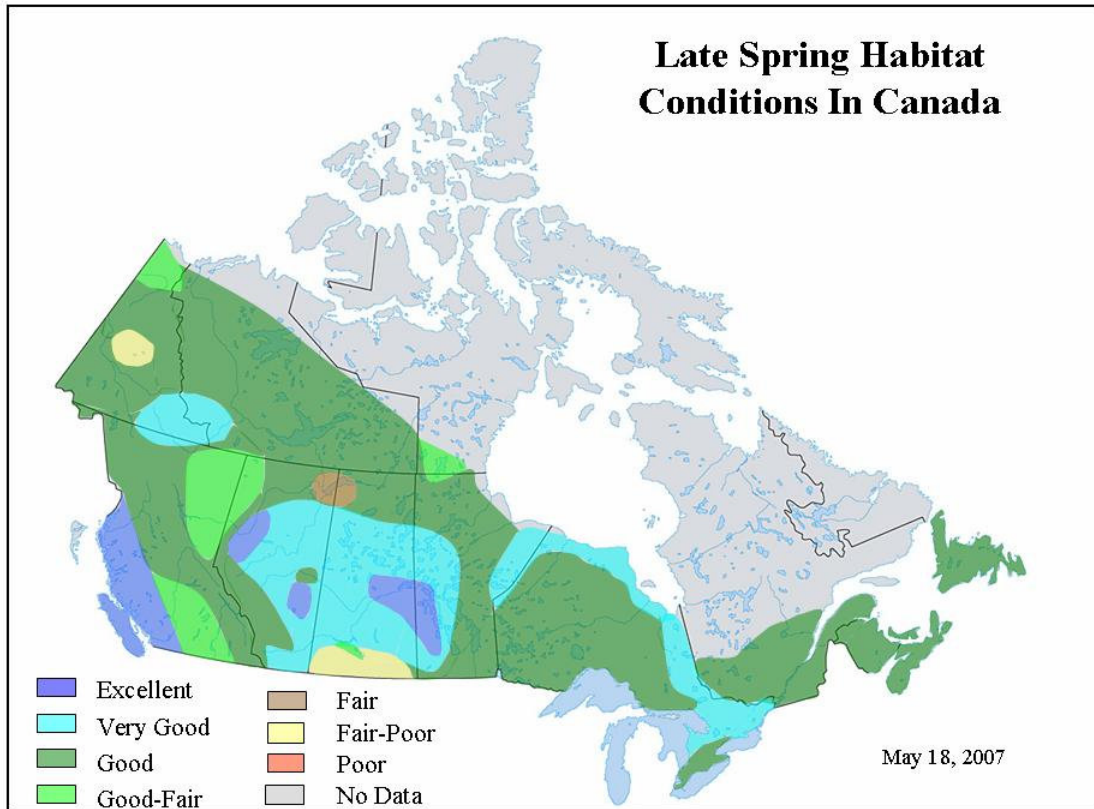 Late Spring Habitat
Conditions In Canada
Excellent
Very Good
Good
Good-Fair
Fair
Fair-Poor
Poor
No Data
May 18, 2007